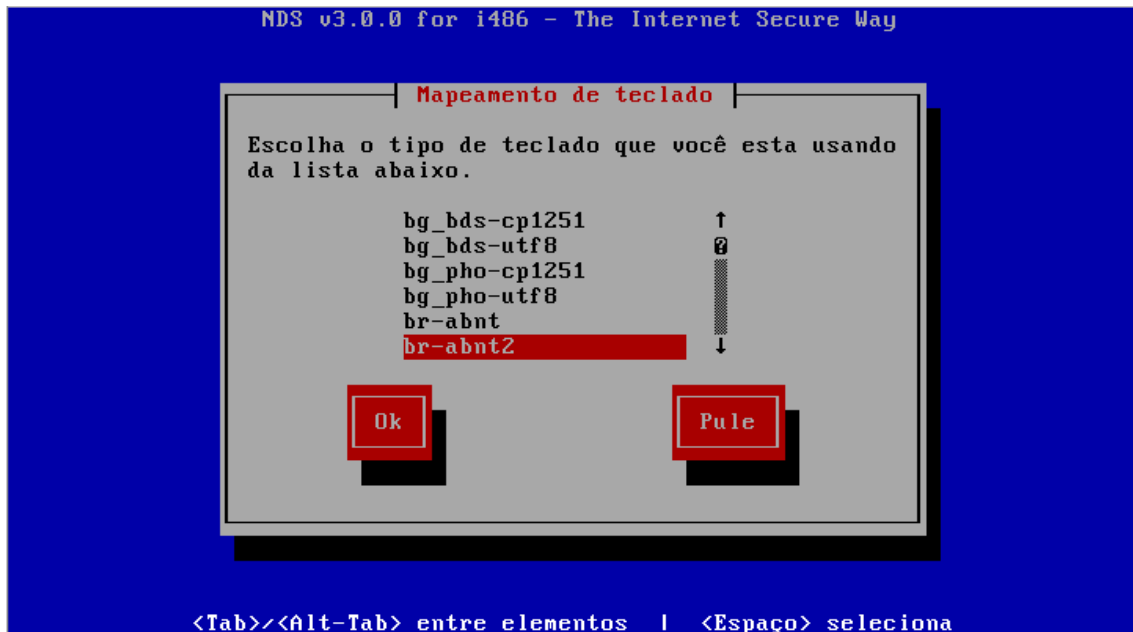 NDS v3.0.0 for i486 - The Internet Secure Way
Mapeamento de teclado
Escolha o tipo de teclado que você esta usando
da lista abaixo.
bg_bds-cp1251 ↑
bg_bds-utf8 ?
bg_pho-cp1251
bg_pho-utf8
br-abnt
br-abnt2 ↓
Ok Pule
<Tab>/<Alt-Tab> entre elementos | <Espaço> seleciona